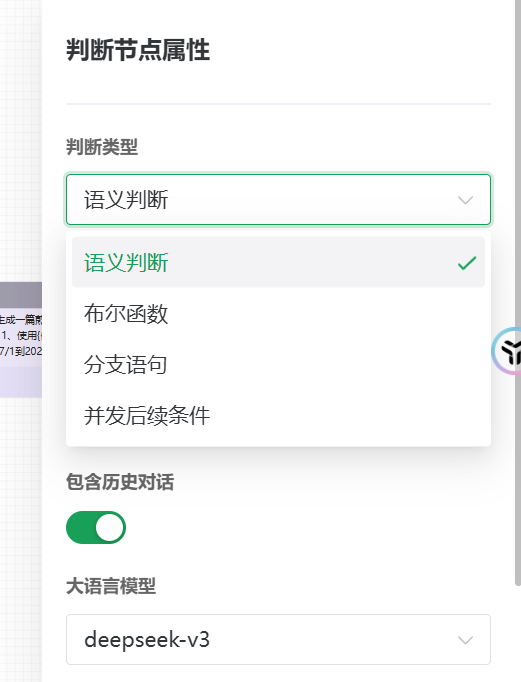 判断节点属性
判断类型
语义判断
语义判断
布尔函数
生成一篇
1、使用
7/1到202
分支语句
并发后续条件
包含历史对话
大语言模型
deepseek-v3